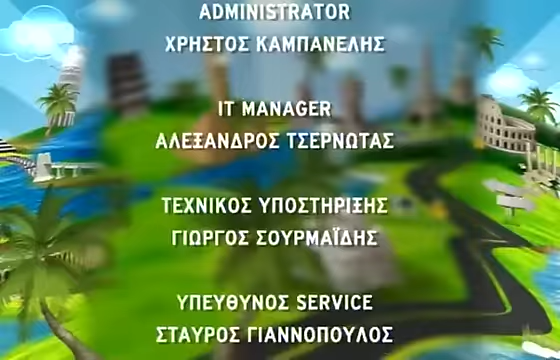 ADMINISTRATOR
ΧΡΗΣΤΟΣ ΚΑΜΠΑΝΕΛΗΣ
IT MANAGER
ΑΛΕΞΑΝΔΡΟΣ ΤΣΕΡΝΩΤΑΣ
ΤΕΧΝΙΚΟΣ ΥΠΟΣΤΗΡΙΞΗΣ
ΓΙΩΡΓΟΣ ΣΟΥΡΜΑΪΔΗΣ
ΥΠΕΥΘΥΝΟΣ SERVICE
ΣΤΑΥΡΟΣ ΓΙΑΝΝΟΠΟΥΛΟΣ